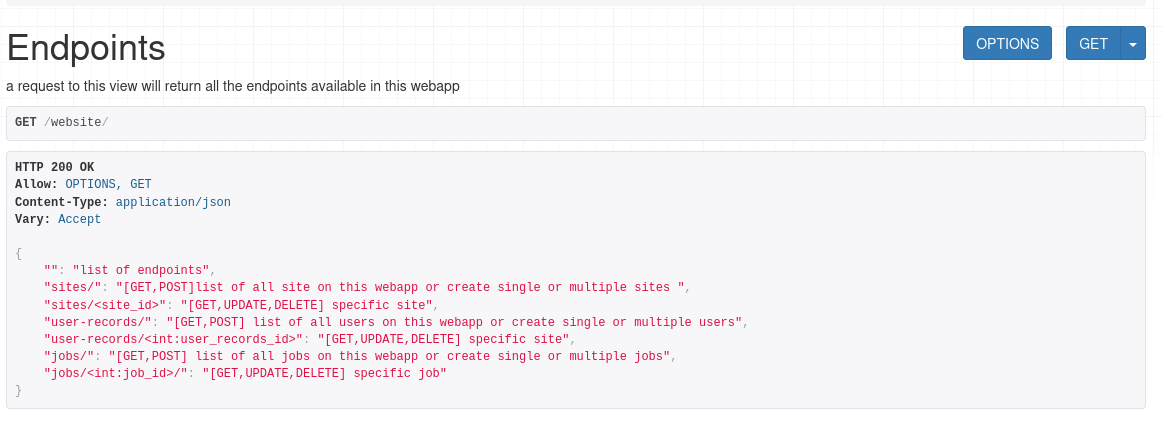 Endpoints
OPTIONS
GET
a request to this view will return all the endpoints available in this webapp
GET /website/
HTTP 200 OK
Allow: OPTIONS, GET
Content-Type: application/json
Vary: Accept
{
    "": "list of endpoints",
    "sites/": "[GET,POST]list of all site on this webapp or create single or multiple sites ",
    "sites/<site_id>": "[GET,UPDATE,DELETE] specific site",
    "user-records/": "[GET,POST] list of all users on this webapp or create single or multiple users",
    "user-records/<int:user_records_id>": "[GET,UPDATE,DELETE] specific site",
    "jobs/": "[GET,POST] list of all jobs on this webapp or create single or multiple jobs",
    "jobs/<int:job_id>/": "[GET,UPDATE,DELETE] specific job"
}